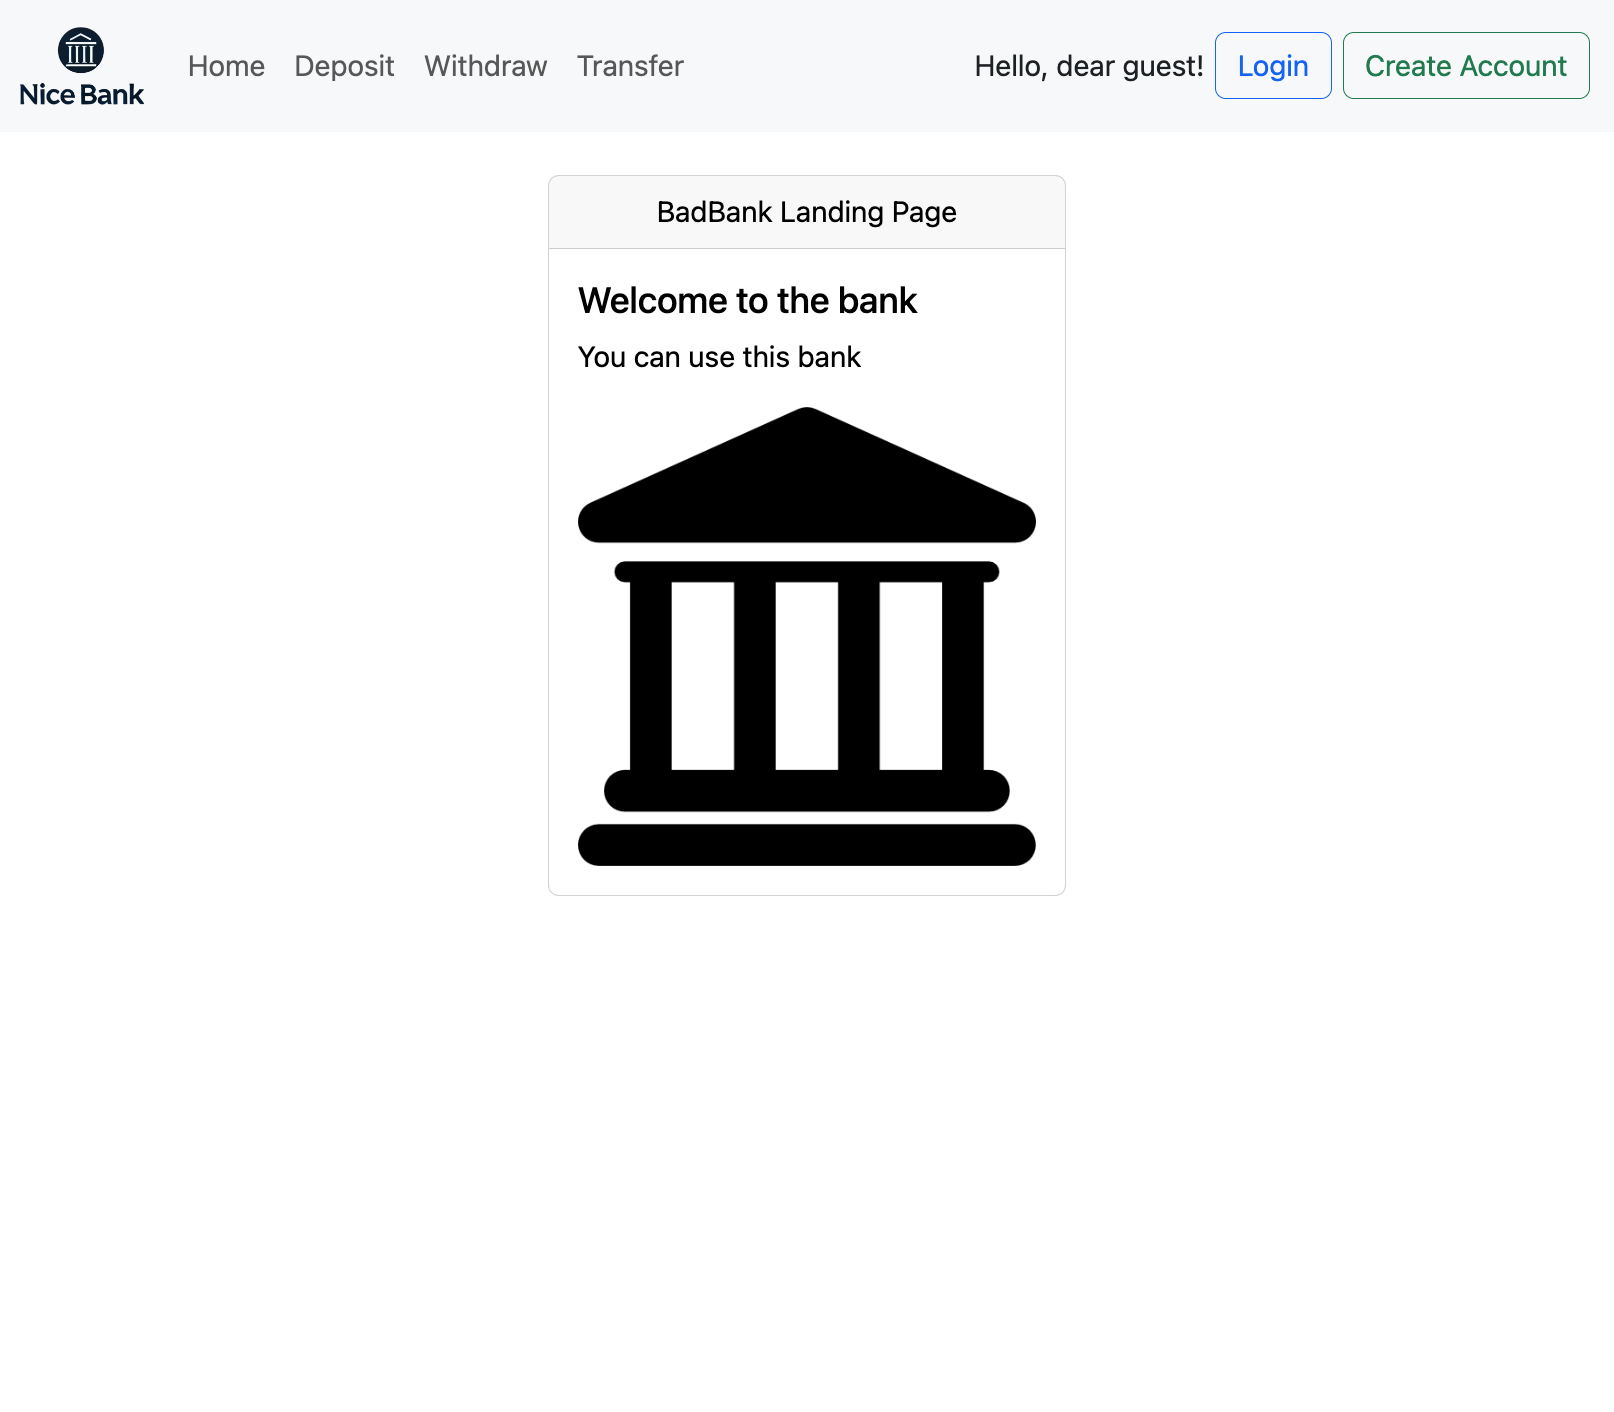 Nice Bank
Home Deposit Withdraw Transfer Hello, dear guest! Login Create Account
BadBank Landing Page
Welcome to the bank
You can use this bank